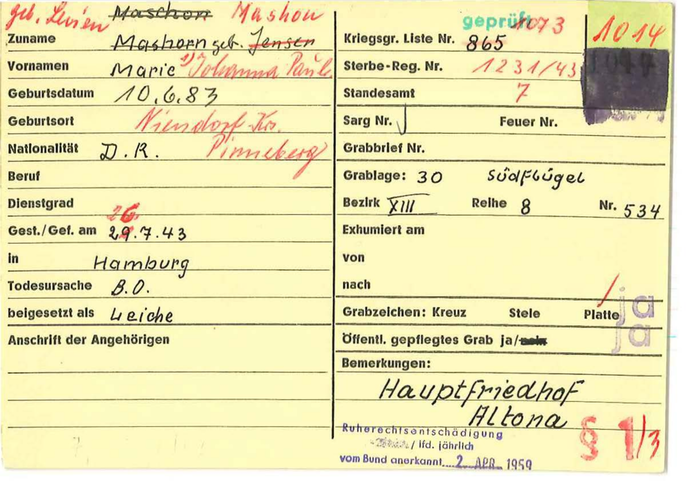 geb. Levien Maschon Mashou
Zuname Mashorn geb. Jensen
Vornamen Marie 1) Johanna Paul.
Geburtsdatum 10.6.83
Geburtsort Niendorf Krs.
Nationalität D.R. Pinneberg
Beruf
Dienstgrad
26.
Gest./Gef. am 29.7.43
in Hamburg
Todesursache B.O.
beigesetzt als Leiche
Anschrift der Angehörigen
geprüft 1073
Kriegsgr. Liste Nr. 865
1014
Sterbe-Reg. Nr. 1231/43
Standesamt 7
Sarg Nr. Feuer Nr.
Grabbrief Nr.
Grablage: 30 Südflügel
Bezirk XIII Reihe 8 Nr. 534
Exhumiert am
von
nach
Grabzeichen: Kreuz Stele Platte ja
Öffentl. gepflegtes Grab ja/nein ja
Bemerkungen:
Hauptfriedhof
Altona
Ruherechtsentschädigung
/ lfd. jährlich
vom Bund anerkannt 2. APR. 1959
§ 1/3